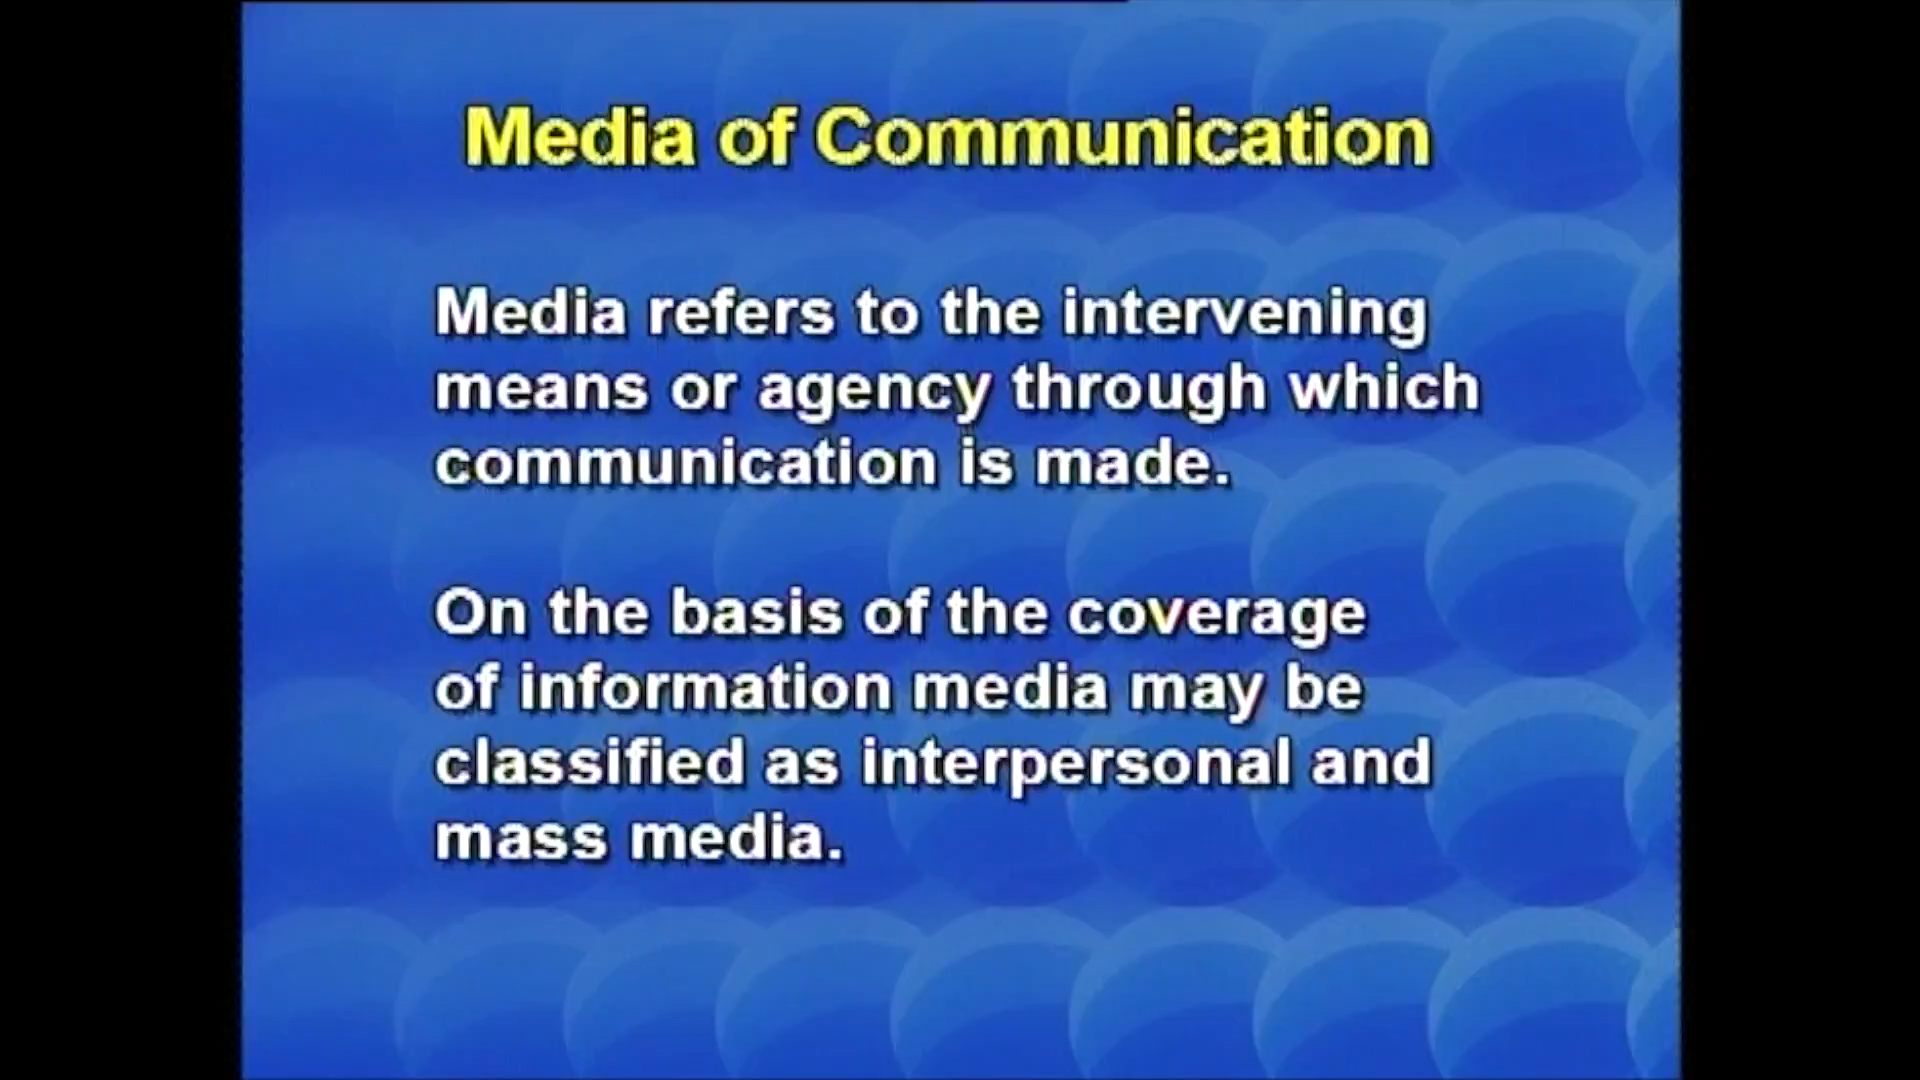 Media of Communication
Media refers to the intervening
means or agency through which
communication is made.
On the basis of the coverage
of information media may be
classified as interpersonal and
mass media.